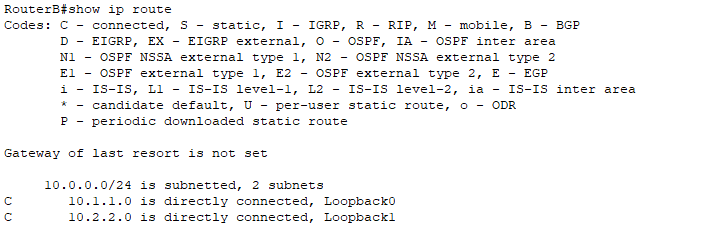 RouterB#show ip route
Codes: C - connected, S - static, I - IGRP, R - RIP, M - mobile, B - BGP
       D - EIGRP, EX - EIGRP external, O - OSPF, IA - OSPF inter area
       N1 - OSPF NSSA external type 1, N2 - OSPF NSSA external type 2
       E1 - OSPF external type 1, E2 - OSPF external type 2, E - EGP
       i - IS-IS, L1 - IS-IS level-1, L2 - IS-IS level-2, ia - IS-IS inter area
       * - candidate default, U - per-user static route, o - ODR
       P - periodic downloaded static route

Gateway of last resort is not set

     10.0.0.0/24 is subnetted, 2 subnets
C       10.1.1.0 is directly connected, Loopback0
C       10.2.2.0 is directly connected, Loopback1